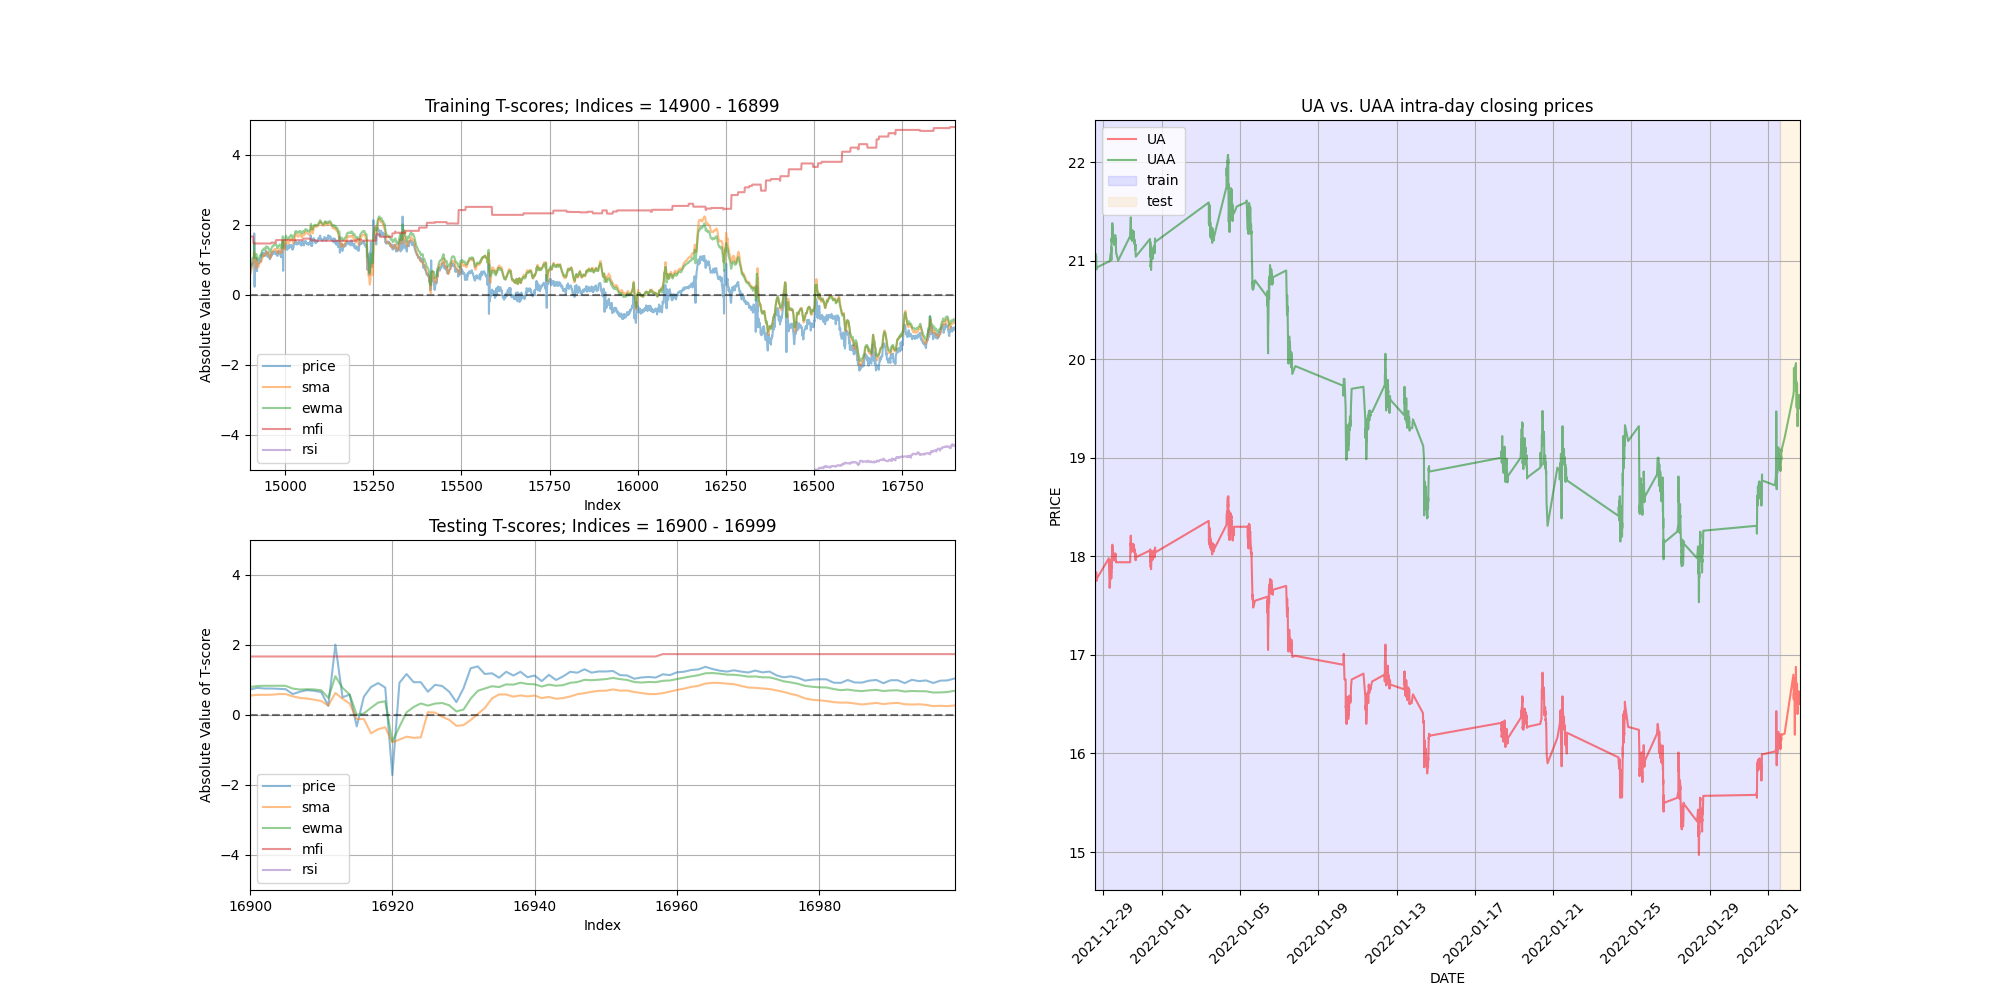 Training T-scores; Indices = 14900 - 16899
Absolute Value of T-score
4
2
0
−2
−4
price
sma
ewma
mfi
rsi
15000 15250 15500 15750 16000 16250 16500 16750
Index
Testing T-scores; Indices = 16900 - 16999
Absolute Value of T-score
4
2
0
−2
−4
price
sma
ewma
mfi
rsi
16900 16920 16940 16960 16980
Index
UA vs. UAA intra-day closing prices
PRICE
UA
UAA
train
test
22
21
20
19
18
17
16
15
2021-12-29 2022-01-01 2022-01-05 2022-01-09 2022-01-13 2022-01-17 2022-01-21 2022-01-25 2022-01-29 2022-02-01
DATE